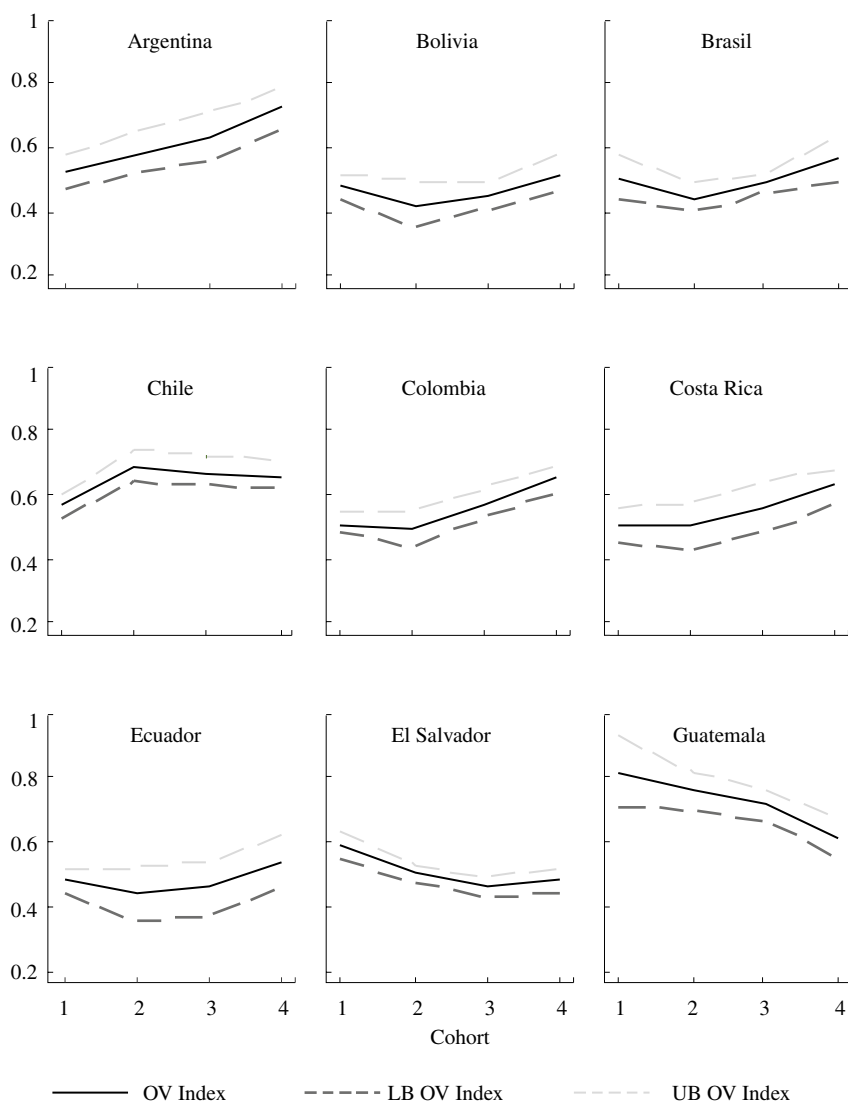 1
Argentina
Bolivia
Brasil
0.8
0.6
0.4
0.2
1
Chile
Colombia
Costa Rica
0.8
0.6
0.4
0.2
1
Ecuador
El Salvador
Guatemala
0.8
0.6
0.4
0.2
1 2 3 4 1 2 3 4 1 2 3 4
Cohort
OV Index LB OV Index UB OV Index